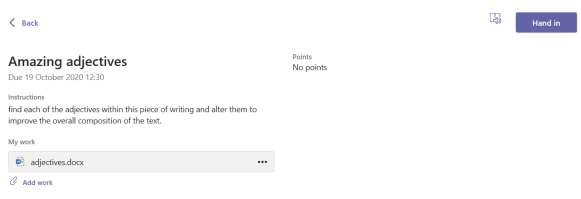 Back
Hand in
Amazing adjectives
Due 19 October 2020 12:30
Instructions
find each of the adjectives within this piece of writing and alter them to
improve the overall composition of the text.
My work
adjectives.docx
Add work
Points
No points